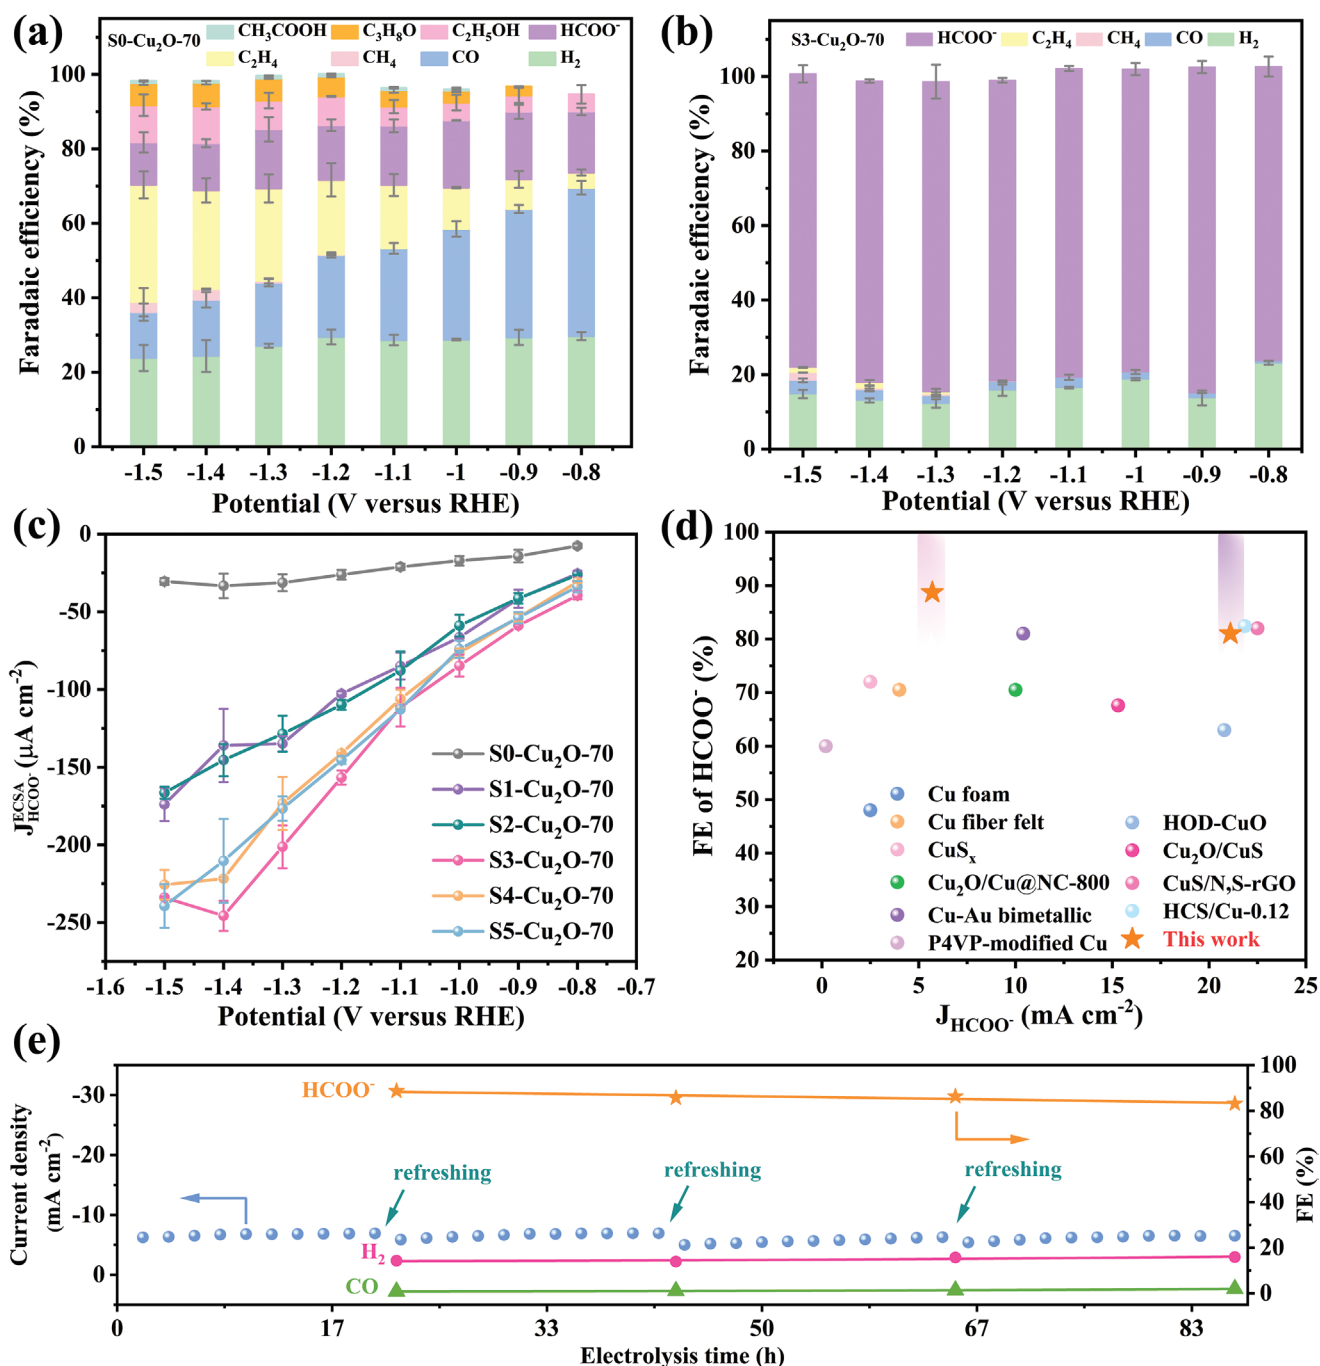 (a)
S0-Cu₂O-70
CH₃COOH C₃H₈O C₂H₅OH HCOO⁻
C₂H₄ CH₄ CO H₂
Faradaic efficiency (%)
100
80
60
40
20
0
-1.5 -1.4 -1.3 -1.2 -1.1 -1 -0.9 -0.8
Potential (V versus RHE)
(b)
S3-Cu₂O-70
HCOO⁻ C₂H₄ CH₄ CO H₂
Faradaic efficiency (%)
100
80
60
40
20
0
-1.5 -1.4 -1.3 -1.2 -1.1 -1.0 -0.9 -0.8
Potential (V versus RHE)
(c)
J^ECSA_HCOO⁻ (μA cm⁻²)
0
-50
-100
-150
-200
-250
S0-Cu₂O-70
S1-Cu₂O-70
S2-Cu₂O-70
S3-Cu₂O-70
S4-Cu₂O-70
S5-Cu₂O-70
-1.6 -1.5 -1.4 -1.3 -1.2 -1.1 -1.0 -0.9 -0.8 -0.7
Potential (V versus RHE)
(d)
FE of HCOO⁻ (%)
100
90
80
70
60
50
40
30
20
Cu foam
Cu fiber felt
CuSₓ
Cu₂O/Cu@NC-800
Cu-Au bimetallic
P4VP-modified Cu
HOD-CuO
Cu₂O/CuS
CuS/N,S-rGO
HCS/Cu-0.12
This work
0 5 10 15 20 25
J_HCOO⁻ (mA cm⁻²)
(e)
Current density
(mA cm⁻²)
-30
-20
-10
0
HCOO⁻
refreshing
refreshing
refreshing
H₂
CO
100
80
60
40
20
0
FE (%)
0 17 33 50 67 83
Electrolysis time (h)